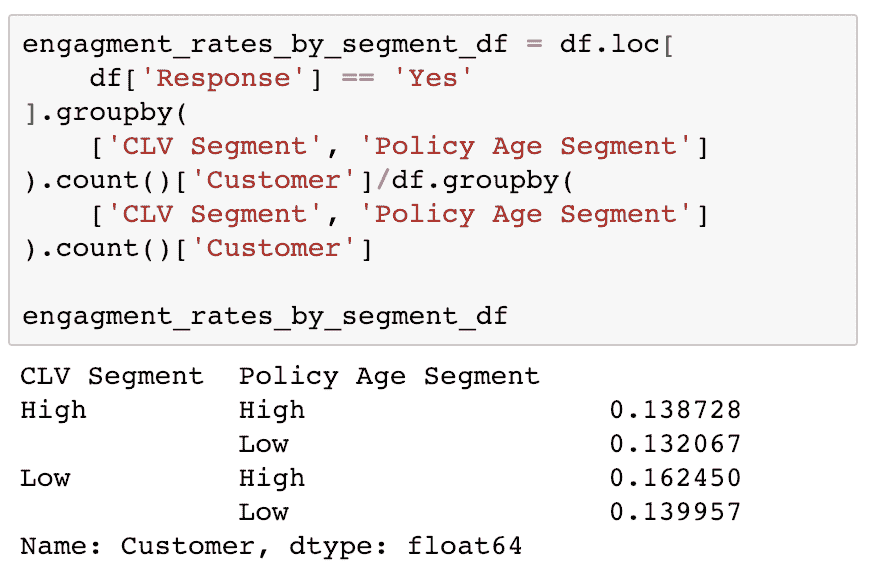 engagment_rates_by_segment_df = df.loc[
    df['Response'] == 'Yes'
].groupby(
    ['CLV Segment', 'Policy Age Segment']
).count()['Customer']/df.groupby(
    ['CLV Segment', 'Policy Age Segment']
).count()['Customer']

engagment_rates_by_segment_df
CLV Segment  Policy Age Segment
High         High                  0.138728
             Low                   0.132067
Low          High                  0.162450
             Low                   0.139957
Name: Customer, dtype: float64